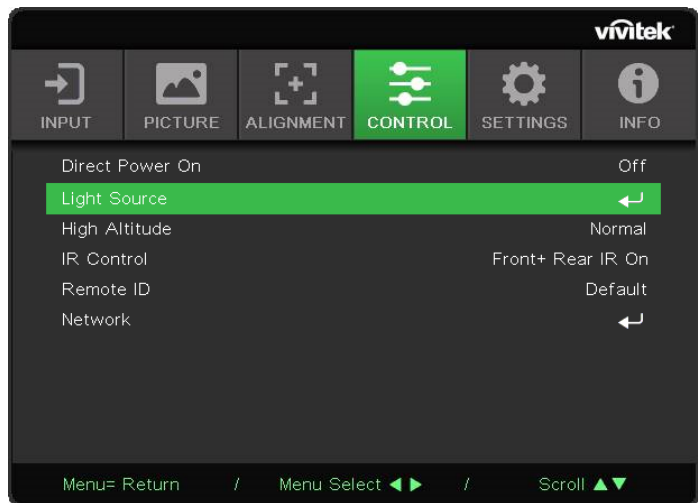 vivitek
INPUT PICTURE ALIGNMENT CONTROL SETTINGS INFO
Direct Power On Off
Light Source
High Altitude Normal
IR Control Front+ Rear IR On
Remote ID Default
Network
Menu= Return / Menu Select ◀ ▶ / Scroll ▲▼